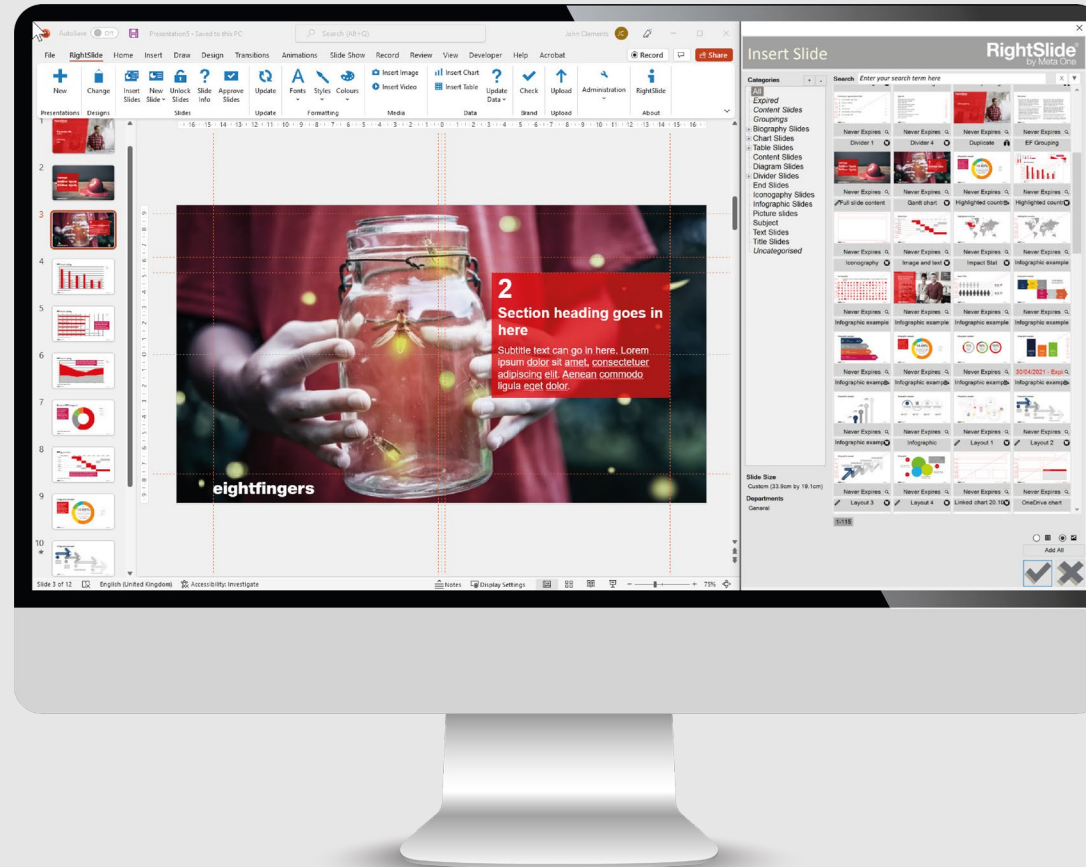 AutoSave Off
Presentation5 • Saved to this PC
Search (Alt+Q)
John Clements JC
File RightSlide Home Insert Draw Design Transitions Animations Slide Show Record Review View Developer Help Acrobat
Record
Share
New
Change
Insert Slides
New Slide
Unlock Slides
Slide Info
Approve Slides
Update
Fonts
Styles
Colours
Insert Image
Insert Video
Insert Chart
Insert Table
Update Data
Check
Upload
Administration
RightSlide
Presentations Designs Slides Update Formatting Media Data Brand Upload About
1
2
3
4
5
6
7
8
9
10
2
Section heading goes in
here
Subtitle text can go in here. Lorem
ipsum dolor sit amet, consectetuer
adipiscing elit. Aenean commodo
ligula eget dolor.
eightfingers
Slide 3 of 12 English (United Kingdom) Accessibility: Investigate
Notes Display Settings 75%
Insert Slide
RightSlide
by Meta One
Categories
All
Expired
Content Slides
Groupings
Biography Slides
Chart Slides
Table Slides
Content Slides
Diagram Slides
Divider Slides
End Slides
Iconogaphy Slides
Infographic Slides
Picture slides
Subject
Text Slides
Title Slides
Uncategorised
Slide Size
Custom (33.9cm by 19.1cm)
Departments
General
Search Enter your search term here
Never Expires Never Expires Never Expires Never Expires
Divider 1 Divider 4 Duplicate EF Grouping
Never Expires Never Expires Never Expires Never Expires
Full slide content Gantt chart Highlighted countr Highlighted countr
Never Expires Never Expires Never Expires Never Expires
Iconography Image and text Impact Stat Infographic example
Never Expires Never Expires Never Expires Never Expires
Infographic example Infographic example Infographic example Infographic example
Never Expires Never Expires Never Expires 30/04/2021 - Expi
Infographic examp Infographic examp Infographic examp Infographic examp
Never Expires Never Expires Never Expires Never Expires
Infographic examp Infographic Layout 1 Layout 2
Never Expires Never Expires Never Expires Never Expires
Layout 3 Layout 4 Linked chart 20.10 OneDrive chart
1-115
Add All